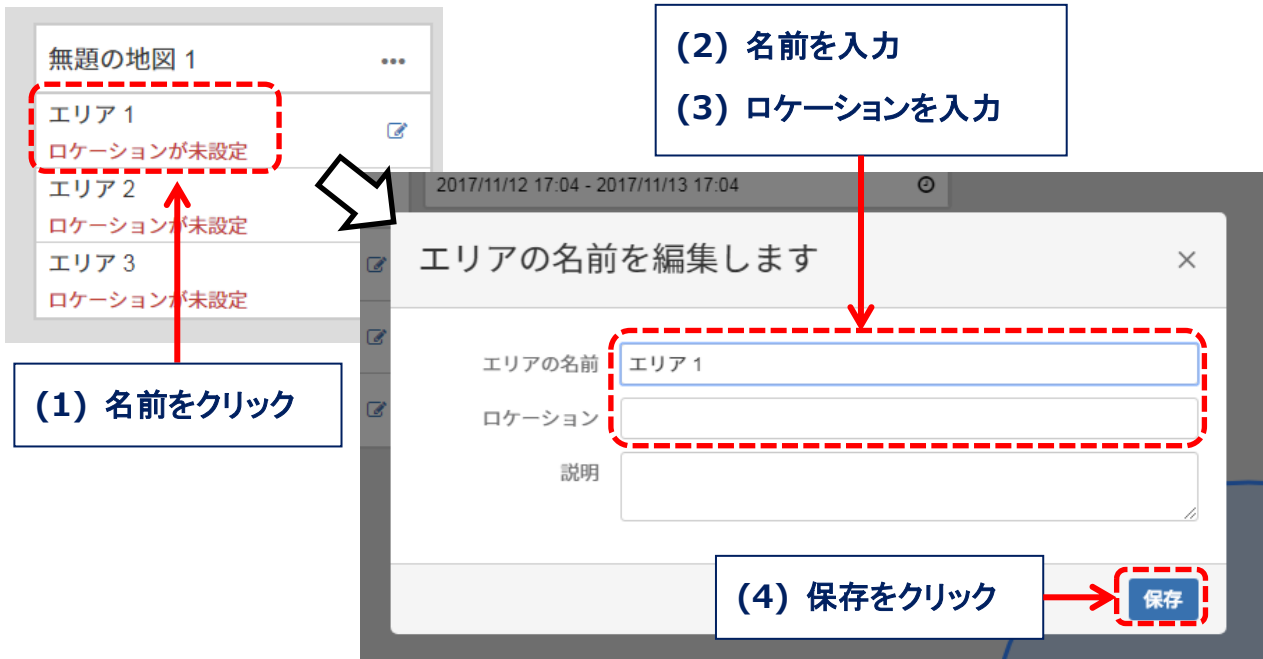 無題の地図 1
エリア 1
ロケーションが未設定
エリア 2
ロケーションが未設定
エリア 3
ロケーションが未設定
(1) 名前をクリック
(2) 名前を入力
(3) ロケーションを入力
2017/11/12 17:04 - 2017/11/13 17:04
エリアの名前を編集します
エリアの名前
エリア 1
ロケーション
説明
(4) 保存をクリック
保存